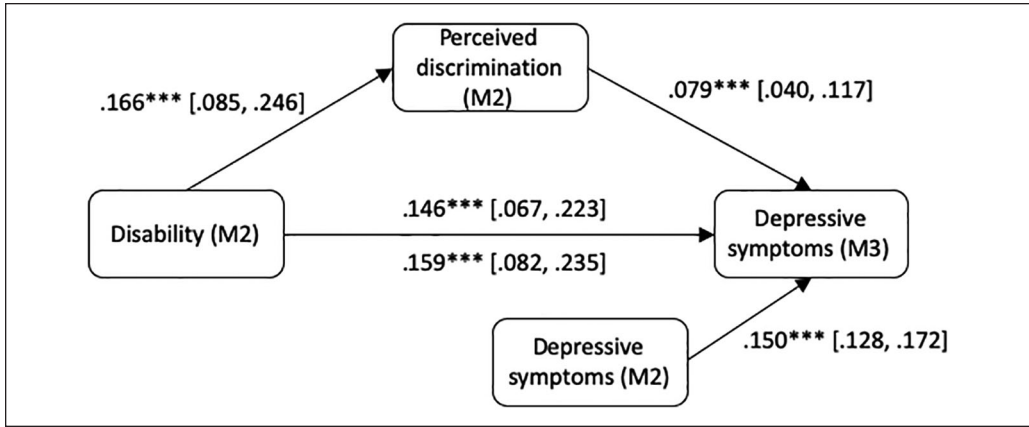 Perceived
discrimination
(M2)
.166*** [.085, .246]
.079*** [.040, .117]
Disability (M2)
.146*** [.067, .223]
.159*** [.082, .235]
Depressive
symptoms (M3)
Depressive
symptoms (M2)
.150*** [.128, .172]